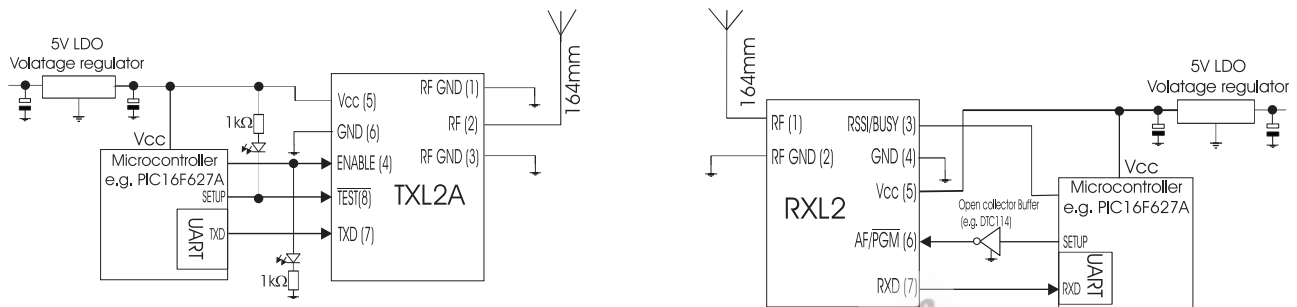 5V LDO
Volatage regulator
Vcc
1kΩ
Microcontroller
e.g. PIC16F627A
SETUP
UART
TXD
1kΩ
Vcc (5)
GND (6)
ENABLE (4)
TEST(8)
TXD (7)
TXL2A
RF GND (1)
RF (2)
RF GND (3)
164mm
164mm
RF (1)
RF GND (2)
RXL2
RSSI/BUSY (3)
GND (4)
Vcc (5)
AF/PGM (6)
RXD (7)
Open collector Buffer
(e.g. DTC114)
5V LDO
Volatage regulator
Vcc
Microcontroller
e.g. PIC16F627A
SETUP
UART
RXD